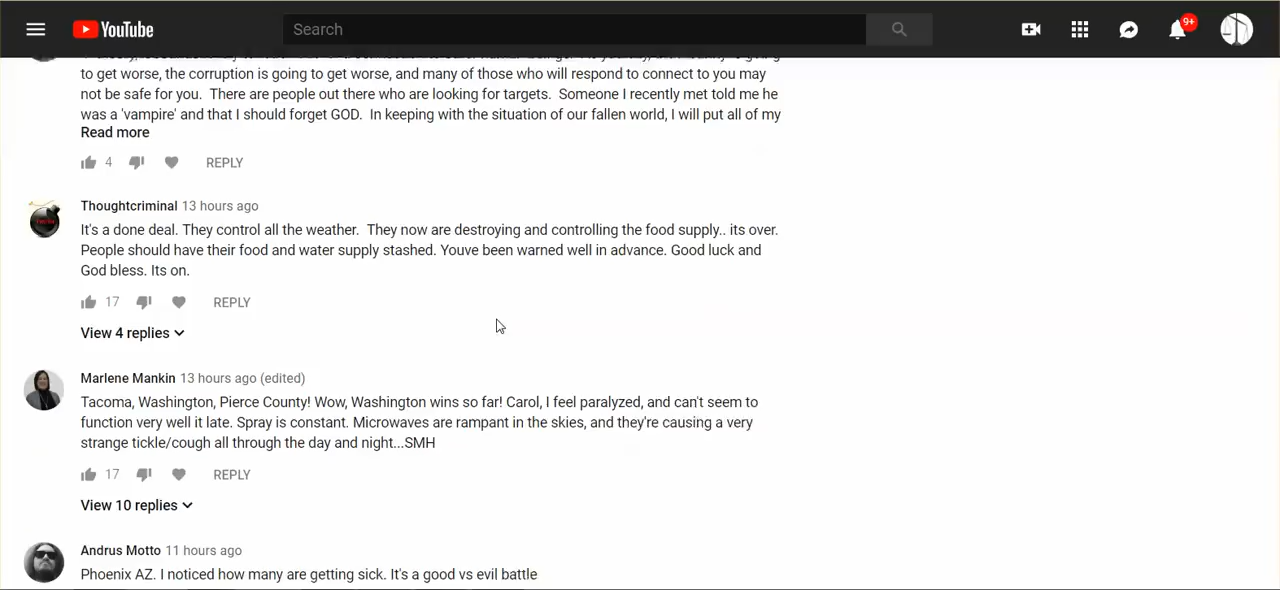 YouTube
Search
9+
to get worse, the corruption is going to get worse, and many of those who will respond to connect to you may
not be safe for you. There are people out there who are looking for targets. Someone I recently met told me he
was a 'vampire' and that I should forget GOD. In keeping with the situation of our fallen world, I will put all of my
Read more
4
REPLY
Thoughtcriminal 13 hours ago
It's a done deal. They control all the weather. They now are destroying and controlling the food supply.. its over.
People should have their food and water supply stashed. Youve been warned well in advance. Good luck and
God bless. Its on.
17
REPLY
View 4 replies
Marlene Mankin 13 hours ago (edited)
Tacoma, Washington, Pierce County! Wow, Washington wins so far! Carol, I feel paralyzed, and can't seem to
function very well it late. Spray is constant. Microwaves are rampant in the skies, and they're causing a very
strange tickle/cough all through the day and night...SMH
17
REPLY
View 10 replies
Andrus Motto 11 hours ago
Phoenix AZ. I noticed how many are getting sick. It's a good vs evil battle